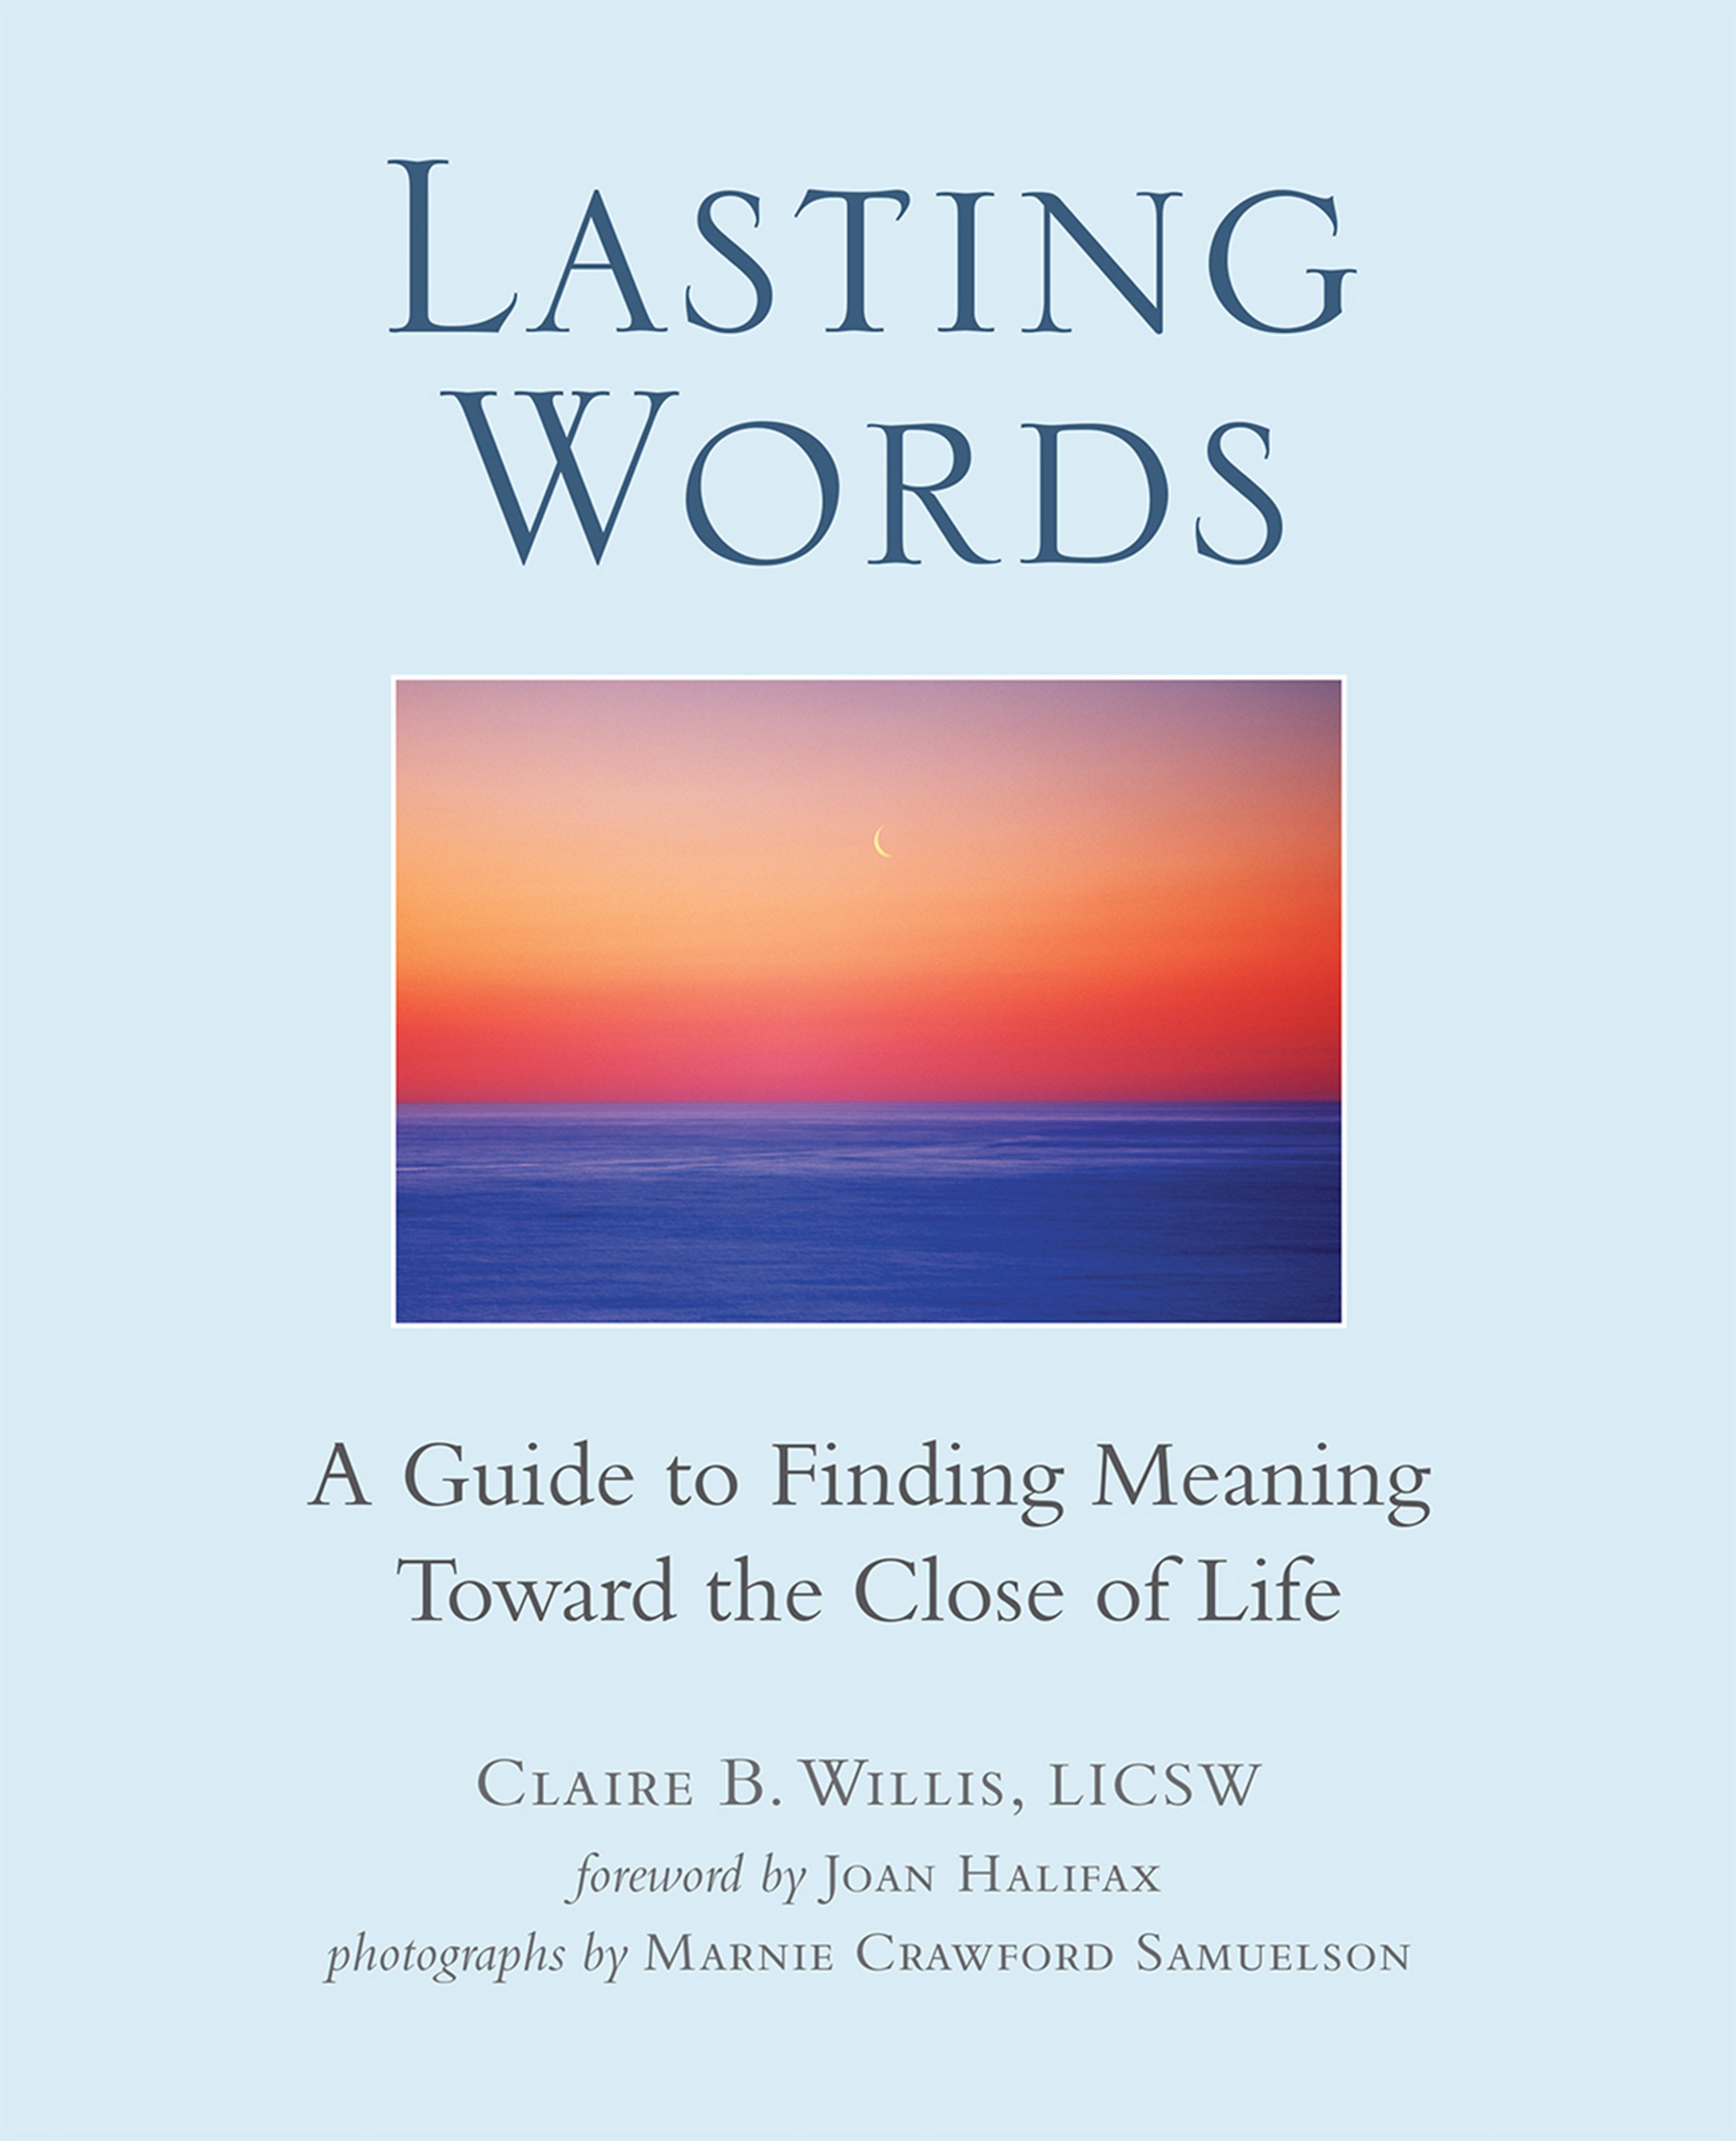 LASTING
WORDS
A Guide to Finding Meaning
Toward the Close of Life
CLAIRE B. WILLIS, LICSW
foreword by JOAN HALIFAX
photographs by MARNIE CRAWFORD SAMUELSON